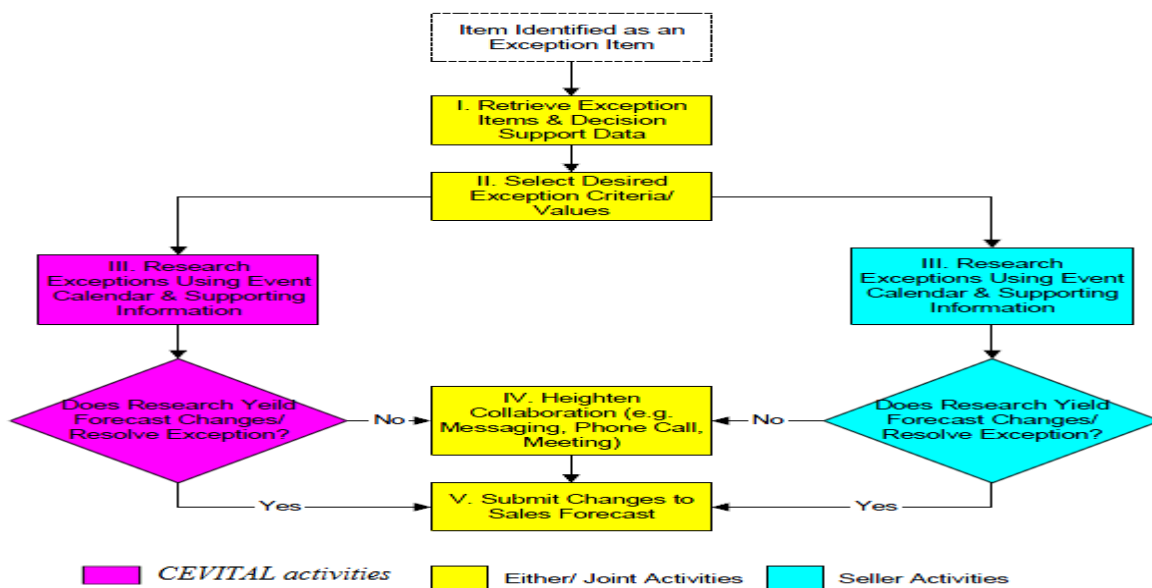 Item Identified as an
Exception Item
I. Retrieve Exception
Items & Decision
Support Data
II. Select Desired
Exception Criteria/
Values
III. Research
Exceptions Using Event
Calendar & Supporting
Information
III. Research
Exceptions Using Event
Calendar & Supporting
Information
Does Research Yeild
Forecast Changes/
Resolve Exception?
No
IV. Heighten
Collaboration (e.g.
Messaging, Phone Call,
Meeting)
No
Does Research Yield
Forecast Changes/
Resolve Exception?
Yes
V. Submit Changes to
Sales Forecast
Yes
CEVITAL activities
Either/ Joint Activities
Seller Activities